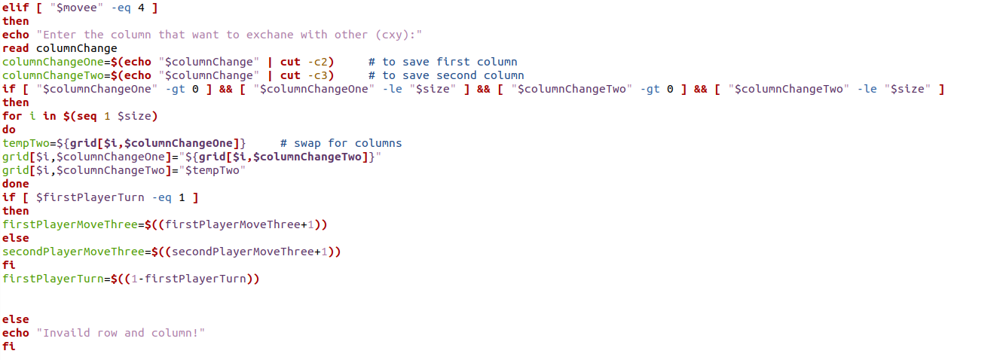 elif [ "$movee" -eq 4 ]
then
echo "Enter the column that want to exchane with other (cxy):"
read columnChange
columnChangeOne=$(echo "$columnChange" | cut -c2)     # to save first column
columnChangeTwo=$(echo "$columnChange" | cut -c3)     # to save second column
if [ "$columnChangeOne" -gt 0 ] && [ "$columnChangeOne" -le "$size" ] && [ "$columnChangeTwo" -gt 0 ] && [ "$columnChangeTwo" -le "$size" ]
then
for i in $(seq 1 $size)
do
tempTwo=${grid[$i,$columnChangeOne]}     # swap for columns
grid[$i,$columnChangeOne]="${grid[$i,$columnChangeTwo]}"
grid[$i,$columnChangeTwo]="$tempTwo"
done
if [ $firstPlayerTurn -eq 1 ]
then
firstPlayerMoveThree=$((firstPlayerMoveThree+1))
else
secondPlayerMoveThree=$((secondPlayerMoveThree+1))
fi
firstPlayerTurn=$((1-firstPlayerTurn))
else
echo "Invaild row and column!"
fi